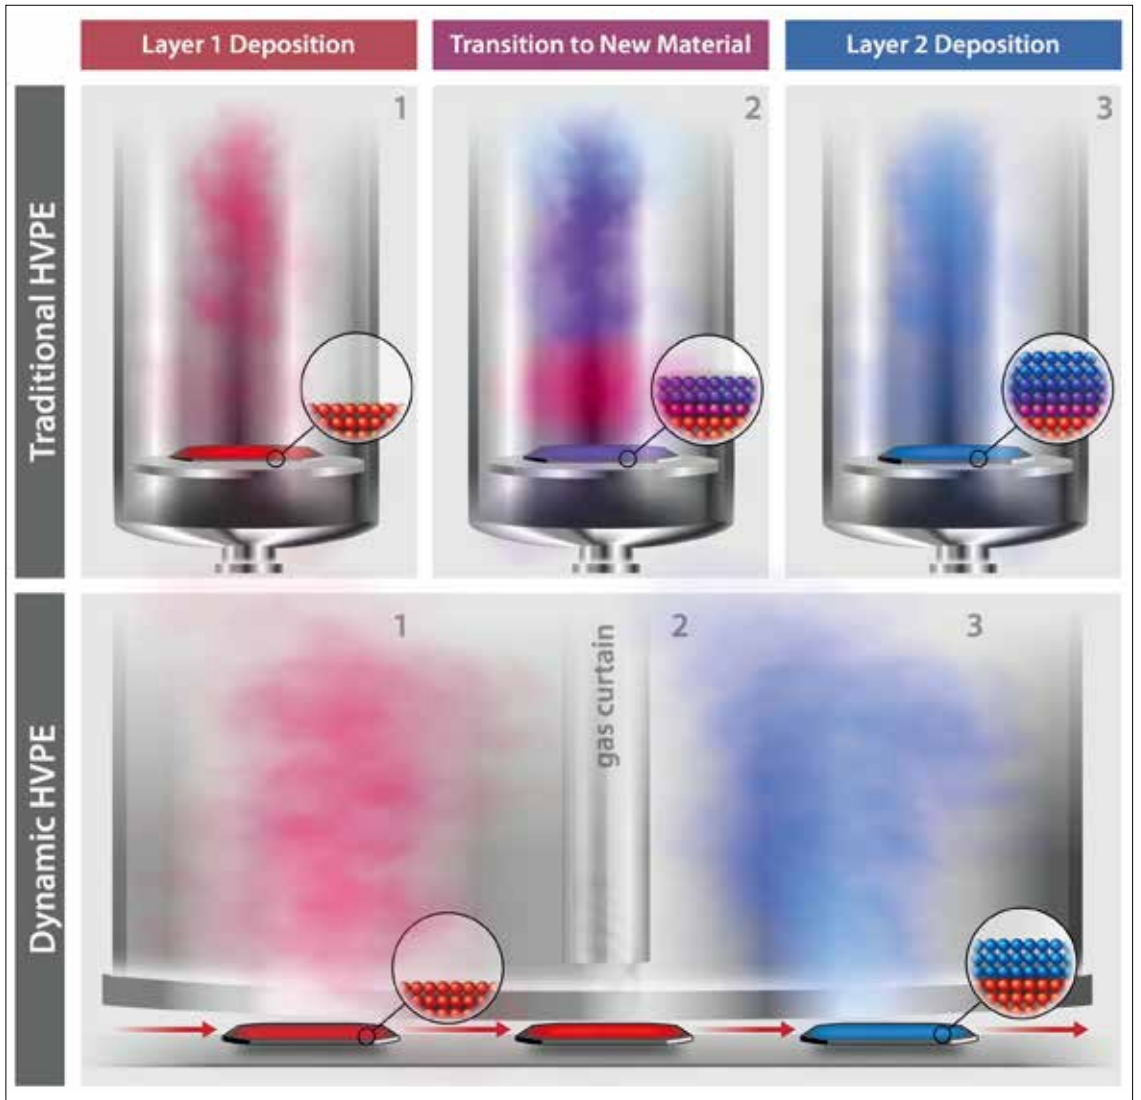 Layer 1 Deposition
Transition to New Material
Layer 2 Deposition
Traditional HVPE
1
2
3
Dynamic HVPE
1
gas curtain
2
3